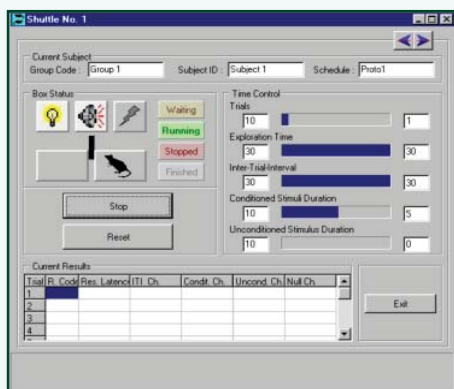 Shuttle No. 1
Current Subject
Group Code : Group 1 Subject ID : Subject 1 Schedule : Proto1
Box Status
Waiting
Running
Stopped
Finished
Stop
Reset
Time Control
Trials
10 1
Exploration Time
30 30
Inter-Trial-Interval
30 30
Conditioned Stimuli Duration
10 5
Unconditioned Stimulus Duration
10 0
Current Results
Trial R. Code Res. Latency ITI Ch. Condit. Ch. Uncond. Ch. Null Ch.
1
2
3
4
Exit